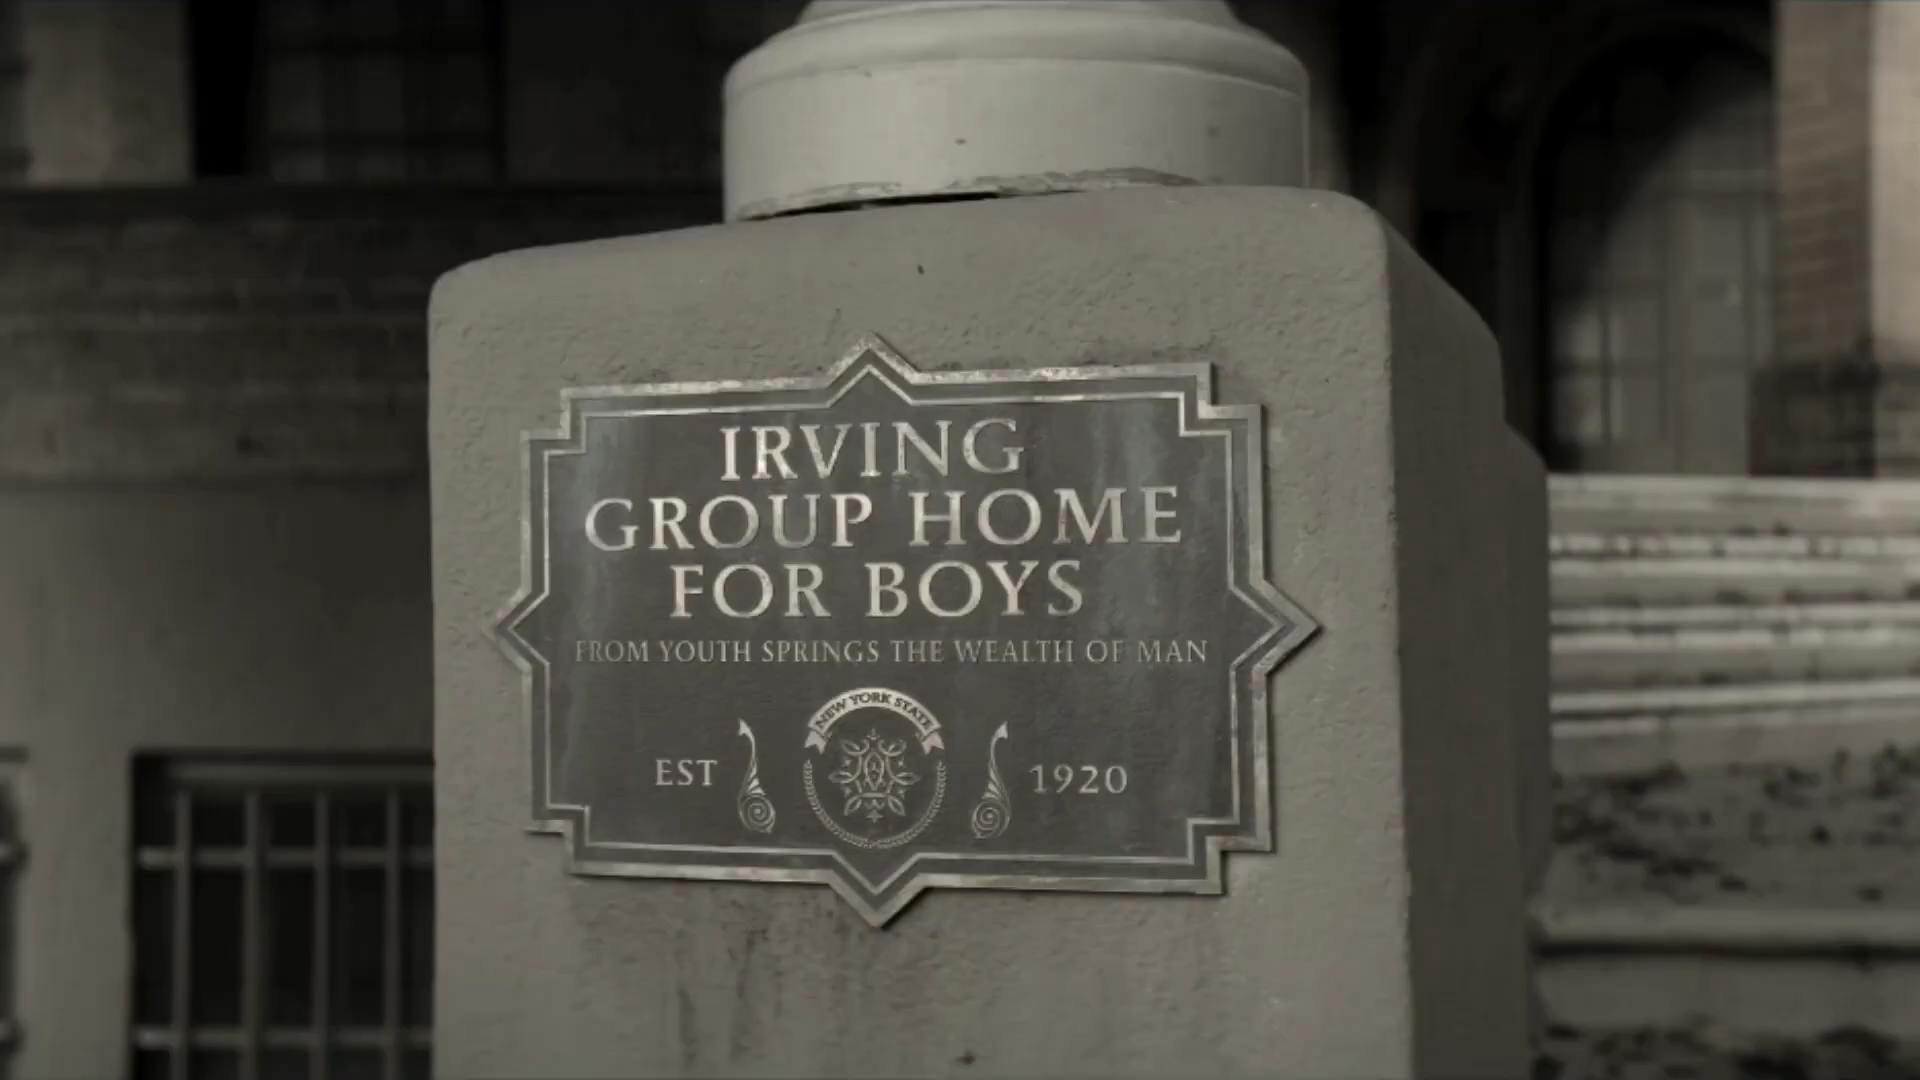 IRVING
GROUP HOME
FOR BOYS
FROM YOUTH SPRINGS THE WEALTH OF MAN
NEW YORK STATE
EST 1920